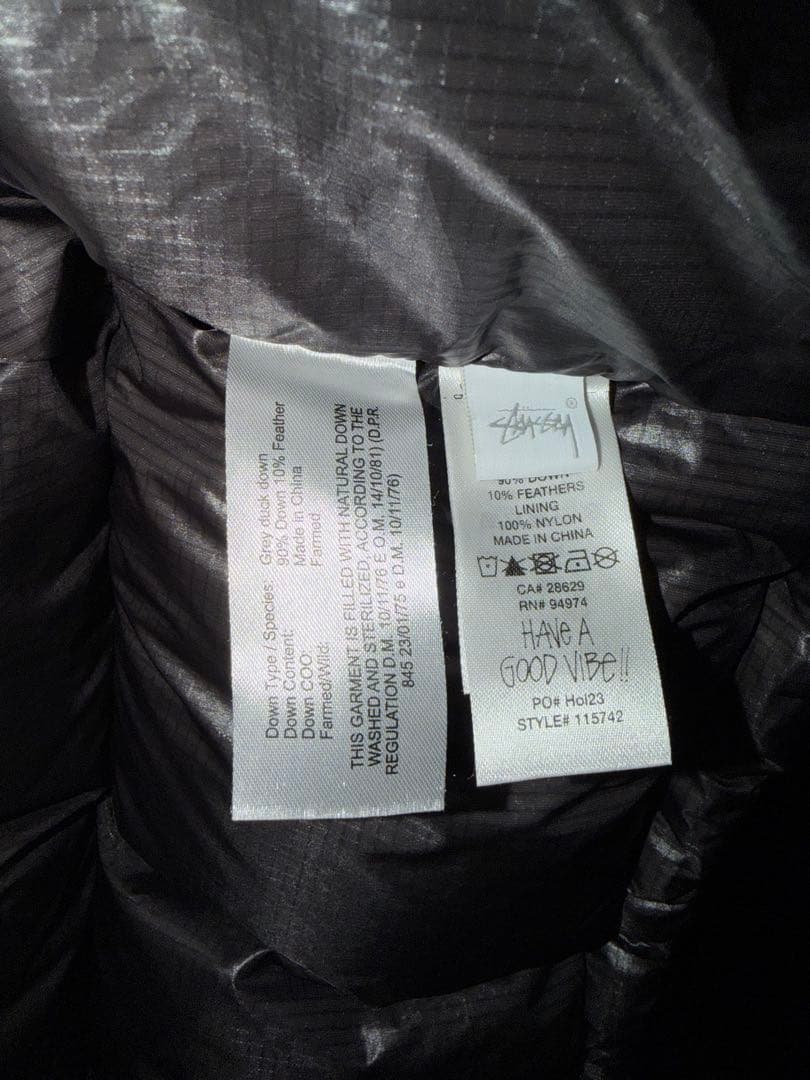 Down Type / Species: Grey duck down
Down Content: 90% Down 10% Feather
Down COO: Made In China
Farmed/Wild: Farmed
THIS GARMENT IS FILLED WITH NATURAL DOWN
WASHED AND STERILIZED ACCORDING TO THE
REGULATION D.M. 10/11/76 E O.M. 14/10/81) (D.P.R.
845 23/01/75 e D.M. 10/11/76)
®
90% DOWN
10% FEATHERS
LINING
100% NYLON
MADE IN CHINA
CA# 28629
RN# 94974
HAVE A
GOOD VIBE!!
PO# Hol23
STYLE# 115742